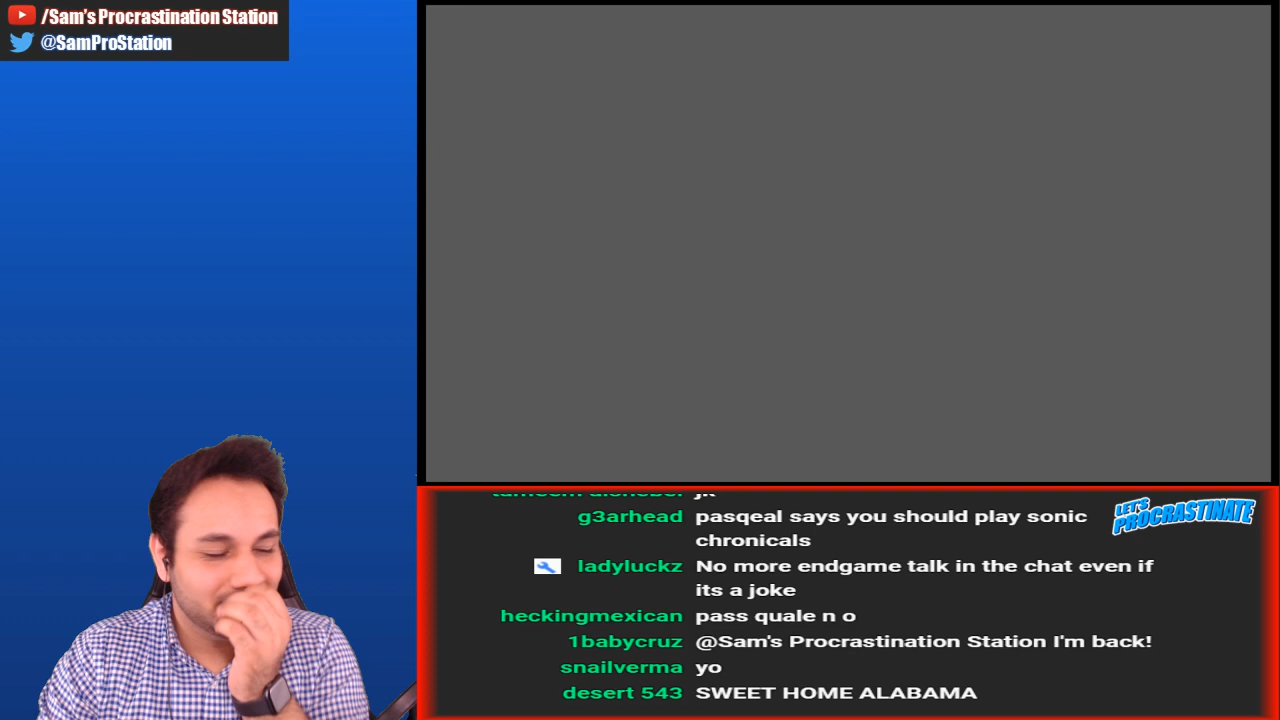 /Sam's Procrastination Station
@SamProStation
jk
g3arhead pasqeal says you should play sonic
chronicals
LET'S
PROCRASTINATE
ladyluckz No more endgame talk in the chat even if
its a joke
heckingmexican pass quale n o
1babycruz @Sam's Procrastination Station I'm back!
snailverma yo
desert 543 SWEET HOME ALABAMA